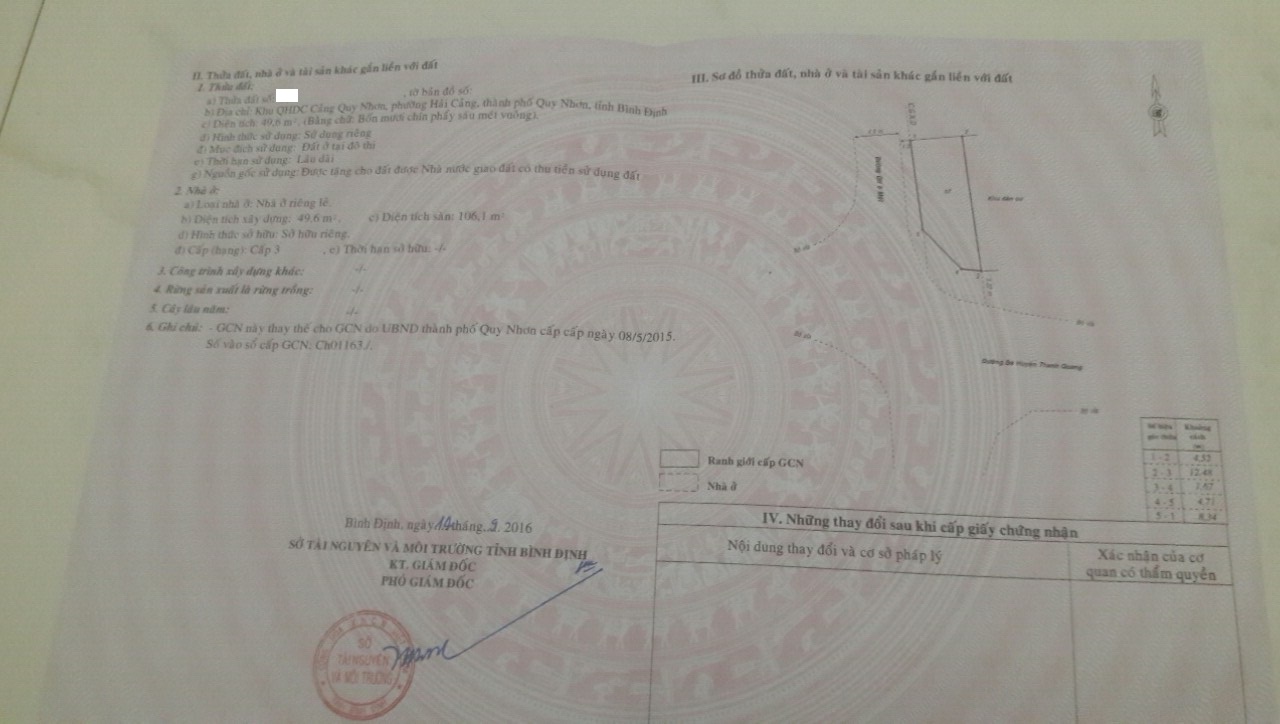 II. Thửa đất, nhà ở và tài sản khác gắn liền với đất
1. Thửa đất:
a) Thửa đất số: , tờ bản đồ số:
b) Địa chỉ: Khu QHDC Cảng Quy Nhơn, phường Hải Cảng, thành phố Quy Nhơn, tỉnh Bình Định
c) Diện tích: 49,6 m², (Bằng chữ: Bốn mươi chín phẩy sáu mét vuông).
d) Hình thức sử dụng: Sử dụng riêng
đ) Mục đích sử dụng: Đất ở tại đô thị
e) Thời hạn sử dụng: Lâu dài
g) Nguồn gốc sử dụng: Được tặng cho đất được Nhà nước giao đất có thu tiền sử dụng đất
2. Nhà ở:
a) Loại nhà ở: Nhà ở riêng lẻ.
b) Diện tích xây dựng: 49,6 m². c) Diện tích sàn: 106,1 m²
d) Hình thức sở hữu: Sở hữu riêng.
đ) Cấp (hạng): Cấp 3 , e) Thời hạn sở hữu: -/-
3. Công trình xây dựng khác: -/-
4. Rừng sản xuất là rừng trồng: -/-
5. Cây lâu năm: -/-
6. Ghi chú: - GCN này thay thế cho GCN do UBND thành phố Quy Nhơn cấp cấp ngày 08/5/2015.
Số vào sổ cấp GCN: Ch01163./.
Bình Định, ngày tháng 2016
SỞ TÀI NGUYÊN VÀ MÔI TRƯỜNG TỈNH BÌNH ĐỊNH
KT. GIÁM ĐỐC
PHÓ GIÁM ĐỐC
SỞ
TÀI NGUYÊN
VÀ MÔI TRƯỜNG
III. Sơ đồ thửa đất, nhà ở và tài sản khác gắn liền với đất
Khu dân cư
Đường Bà Huyện Thanh Quang
Ranh giới cấp GCN
Nhà ở
Số hiệu góc thửa Khoảng cách (m)
1 - 2 4.52
2 - 3 12.48
3 - 4 1.67
4 - 5 4.71
5 - 1 8.34
IV. Những thay đổi sau khi cấp giấy chứng nhận
Nội dung thay đổi và cơ sở pháp lý
Xác nhận của cơ
quan có thẩm quyền